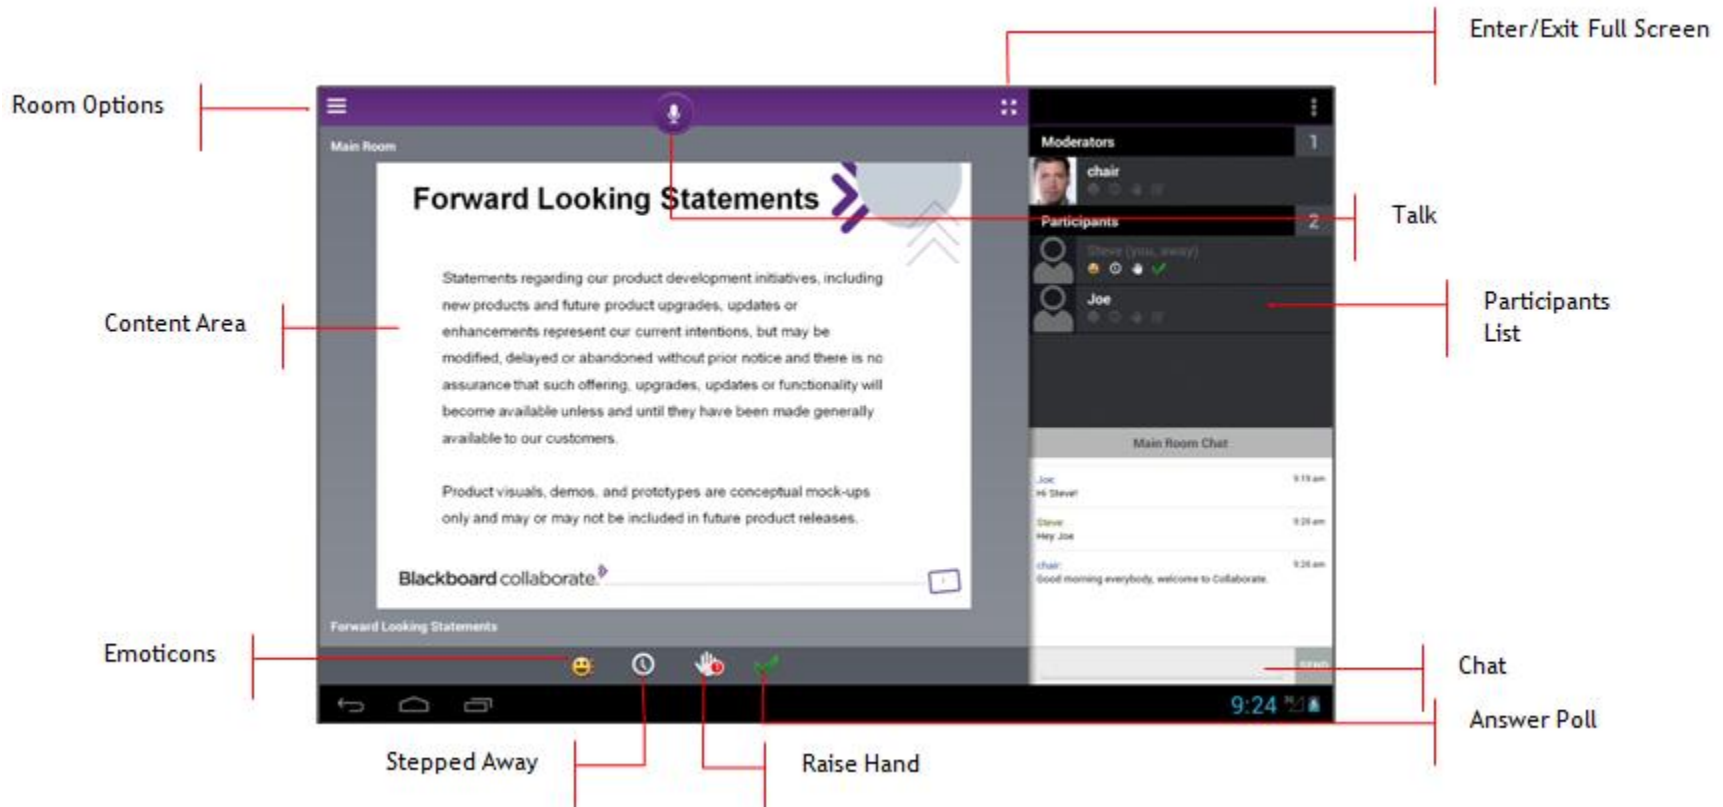 Enter/Exit Full Screen
Room Options
Main Room
Moderators
1
chair
Forward Looking Statements
Talk
Participants
2
Steve (you, away)
Joe
Participants
List
Content Area
Statements regarding our product development initiatives, including
new products and future product upgrades, updates or
enhancements represent our current intentions, but may be
modified, delayed or abandoned without prior notice and there is no
assurance that such offering, upgrades, updates or functionality will
become available unless and until they have been made generally
available to our customers.
Product visuals, demos, and prototypes are conceptual mock-ups
only and may or may not be included in future product releases.
Blackboard collaborate
Main Room Chat
Joe:
Hi Steve!
Steve:
Hey Joe
chair:
Good morning everybody, welcome to Collaborate.
Forward Looking Statements
Emoticons
SEND
Chat
9:24
Answer Poll
Stepped Away
Raise Hand